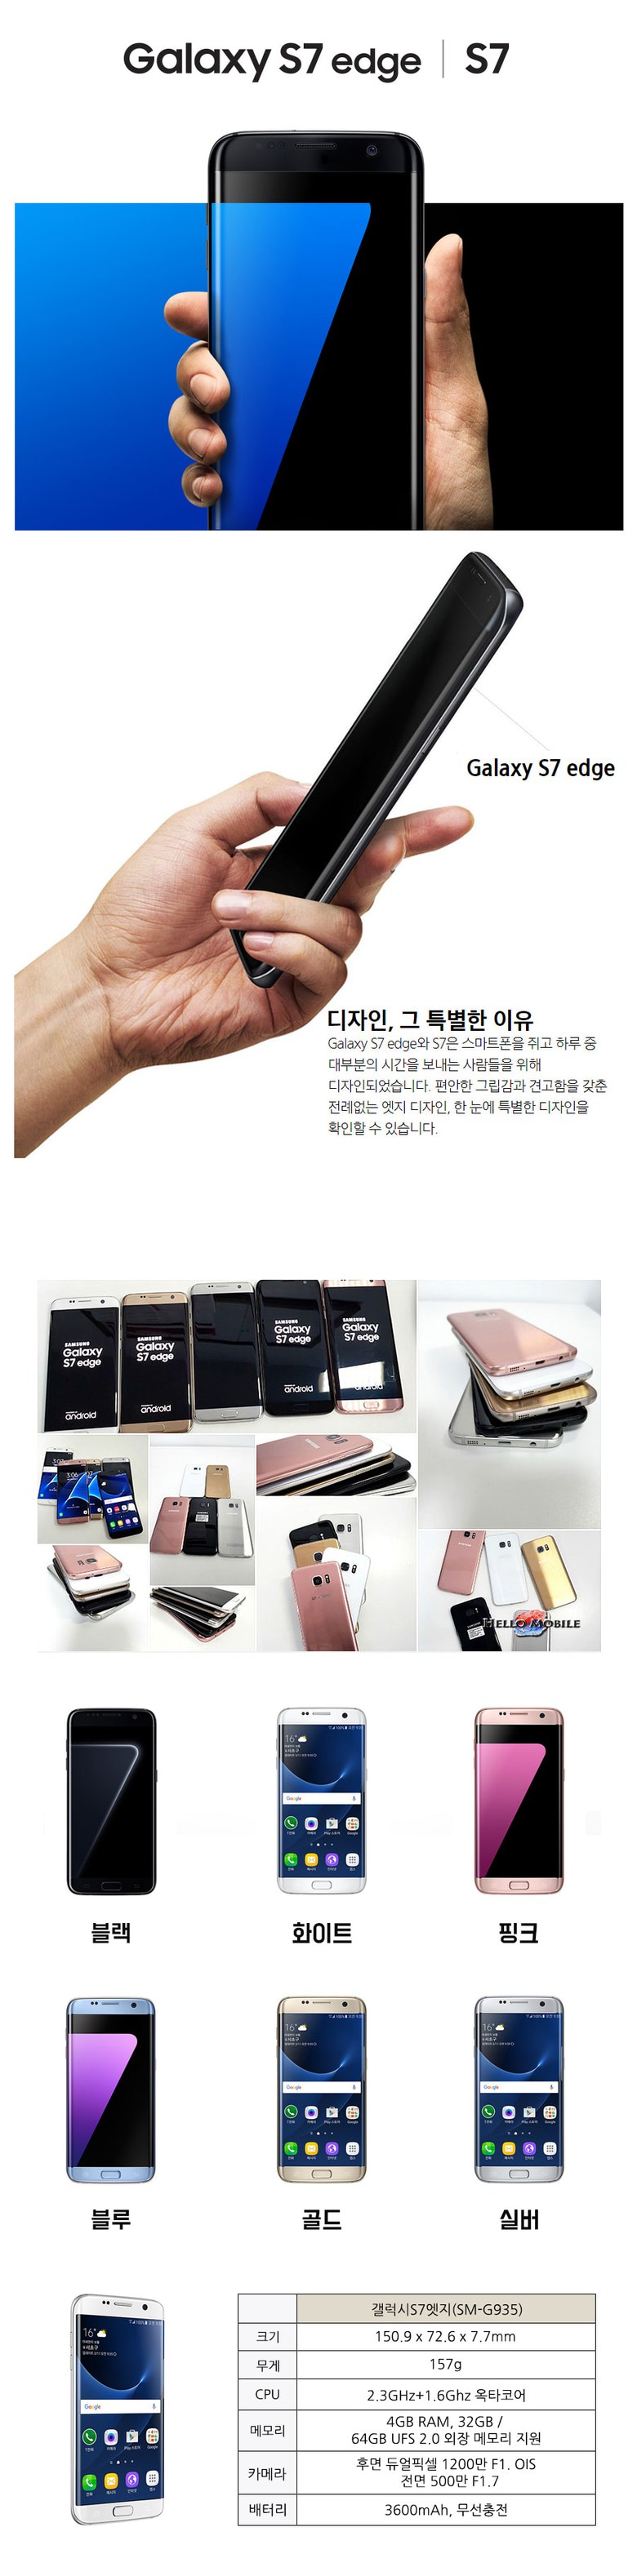 Galaxy S7 edge | S7
Galaxy S7 edge
디자인, 그 특별한 이유
Galaxy S7 edge와 S7은 스마트폰을 쥐고 하루 중
대부분의 시간을 보내는 사람들을 위해
디자인되었습니다. 편안한 그립감과 견고함을 갖춘
전례없는 엣지 디자인, 한 눈에 특별한 디자인을
확인할 수 있습니다.
SAMSUNG
Galaxy
S7 edge
android
SAMSUNG
Galaxy
S7 edge
android
SAMSUNG
Galaxy
S7 edge
android
SAMSUNG
Galaxy
S7 edge
android
HELLO MOBILE
16°
Google
블랙
화이트
핑크
16°
Google
16°
Google
블루
골드
실버
16°
Google
갤럭시S7엣지(SM-G935)
크기
150.9 x 72.6 x 7.7mm
무게
157g
CPU
2.3GHz+1.6Ghz 옥타코어
메모리
4GB RAM, 32GB /
64GB UFS 2.0 외장 메모리 지원
카메라
후면 듀얼픽셀 1200만 F1. OIS
전면 500만 F1.7
배터리
3600mAh, 무선충전